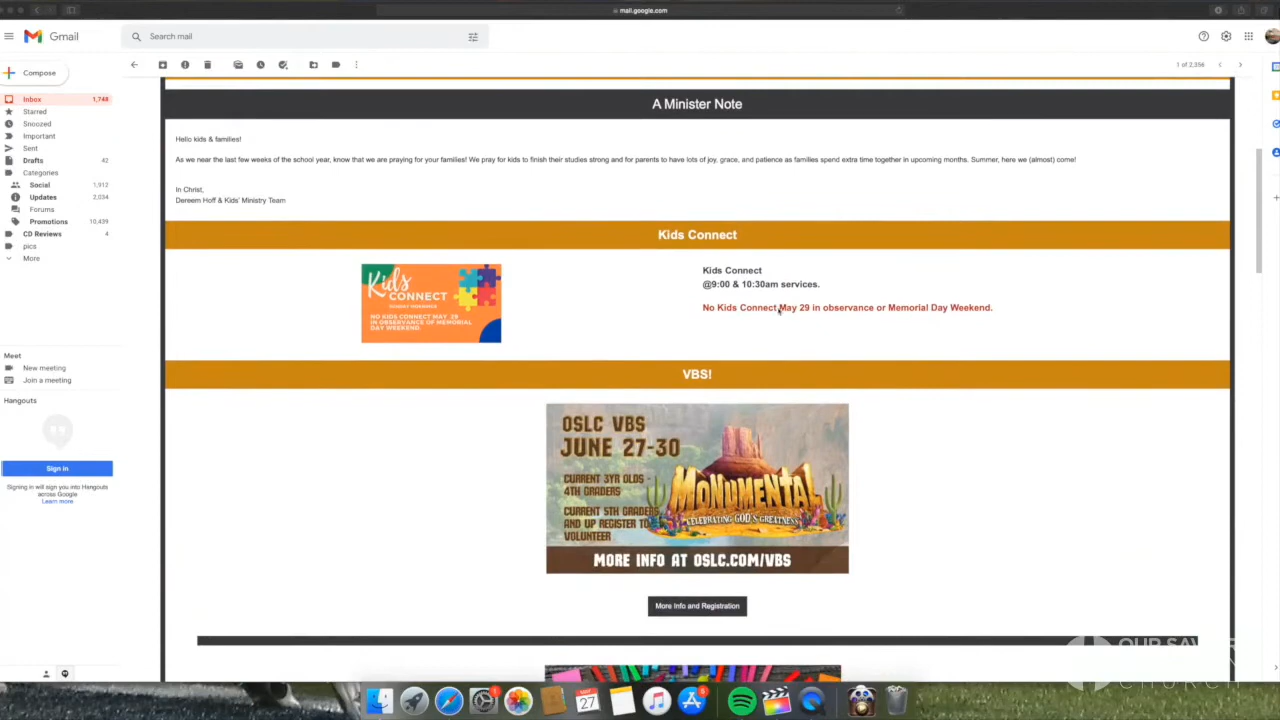 mail.google.com
Gmail
Search mail
Compose
1 of 2,356
Inbox 1,748
Starred
Snoozed
Important
Sent
Drafts 42
Categories
Social 1,912
Updates 2,034
Forums
Promotions 10,439
CD Reviews 4
pics
More
Meet
New meeting
Join a meeting
Hangouts
Sign in
Signing in will sign you into Hangouts
across Google
Learn more
A Minister Note
Hello kids & families!
As we near the last few weeks of the school year, know that we are praying for your families! We pray for kids to finish their studies strong and for parents to have lots of joy, grace, and patience as families spend extra time together in upcoming months. Summer, here we (almost) come!
In Christ,
Dereem Hoff & Kids' Ministry Team
Kids Connect
Kids
CONNECT
SUNDAY MORNINGS
NO KIDS CONNECT MAY 29
IN OBSERVANCE OF MEMORIAL
DAY WEEKEND.
Kids Connect
@9:00 & 10:30am services.
No Kids Connect May 29 in observance or Memorial Day Weekend.
VBS!
OSLC VBS
JUNE 27-30
CURRENT 3YR OLDS -
4TH GRADERS
CURRENT 5TH GRADERS
AND UP REGISTER TO
VOLUNTEER
MONUMENTAL
CELEBRATING GOD'S GREATNESS
MORE INFO AT OSLC.COM/VBS
More Info and Registration
27
1
5